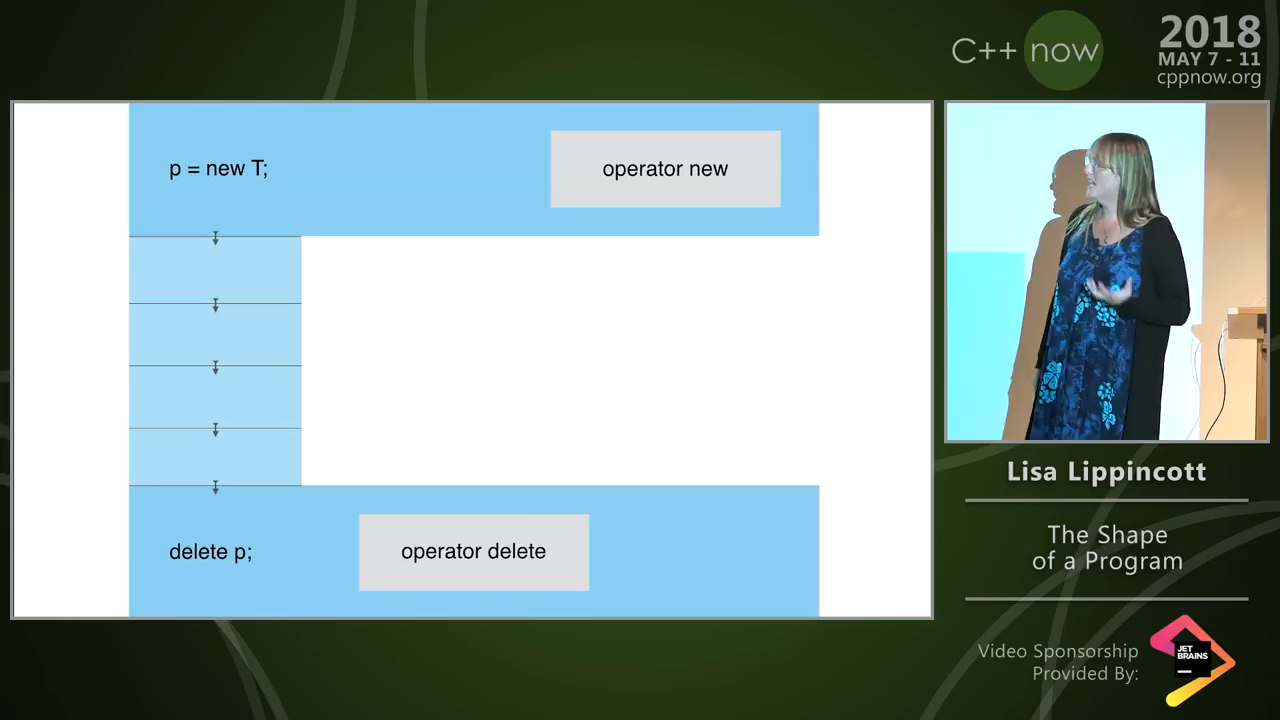 C++ now
2018
MAY 7 - 11
cppnow.org
p = new T;
operator new
delete p;
operator delete
Lisa Lippincott
The Shape
of a Program
Video Sponsorship
Provided By:
JET
BRAINS